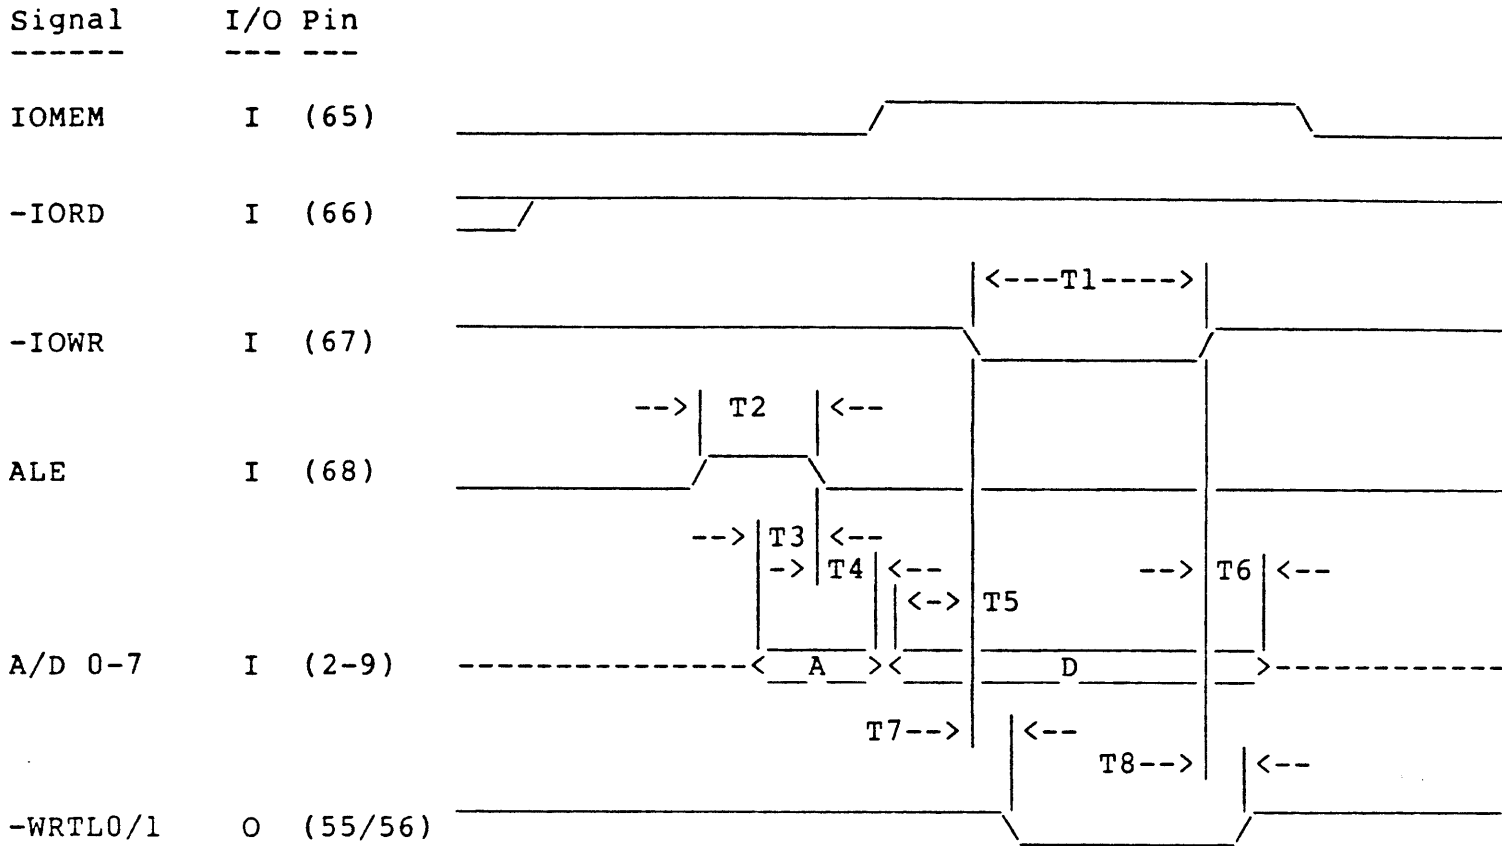 Signal I/O Pin
------ --- ---
IOMEM I (65)
-IORD I (66)
<---T1---->
-IOWR I (67)
-->| T2 |<--
ALE I (68)
-->|T3|<--
->|T4|<--
-->|T6|<--
<->|T5
A/D 0-7 I (2-9) ---------------< A >< D >------------
T7-->| |<--
T8-->| |<--
-WRTL0/1 O (55/56)